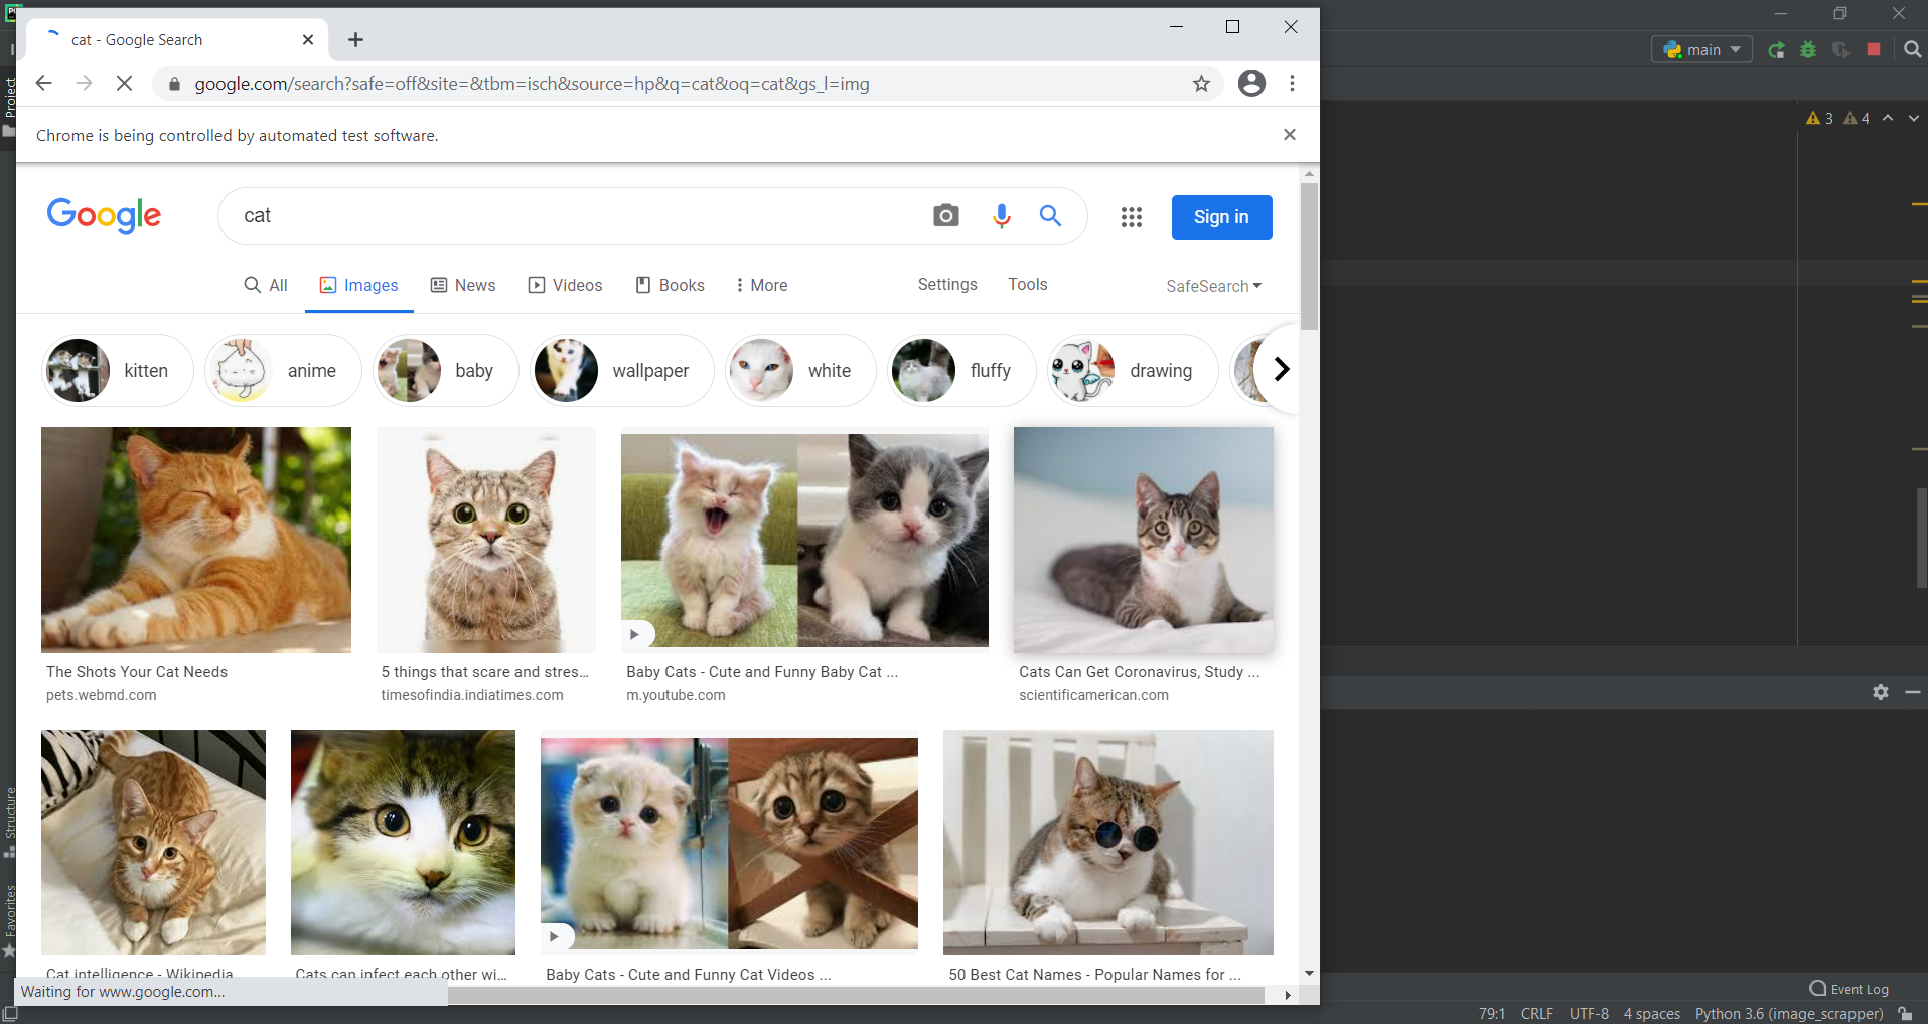 cat - Google Search
google.com/search?safe=off&site=&tbm=isch&source=hp&q=cat&oq=cat&gs_l=img
Chrome is being controlled by automated test software.
Google
cat
Sign in
All
Images
News
Videos
Books
More
Settings
Tools
SafeSearch
kitten
anime
baby
wallpaper
white
fluffy
drawing
The Shots Your Cat Needs
pets.webmd.com
5 things that scare and stres...
timesofindia.indiatimes.com
Baby Cats - Cute and Funny Baby Cat ...
m.youtube.com
Cats Can Get Coronavirus, Study ...
scientificamerican.com
Cat intelligence - Wikipedia
Cats can infect each other wi...
Baby Cats - Cute and Funny Cat Videos ...
50 Best Cat Names - Popular Names for ...
Waiting for www.google.com...
main
3
4
Project
Structure
Favorites
Event Log
79:1 CRLF UTF-8 4 spaces Python 3.6 (image_scrapper)